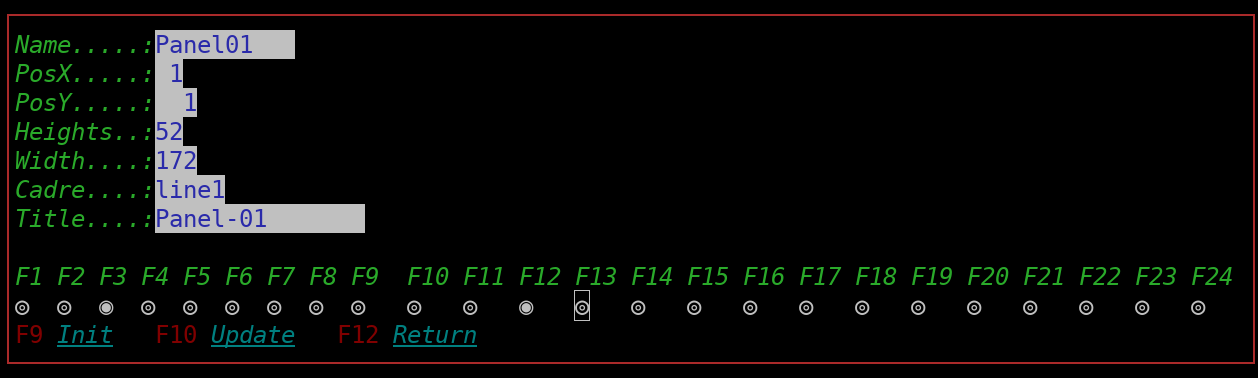 Name.....:Panel01
PosX.....: 1
PosY.....:  1
Heights..:52
Width....:172
Cadre....:line1
Title....:Panel-01
F1 F2 F3 F4 F5 F6 F7 F8 F9  F10 F11 F12 F13 F14 F15 F16 F17 F18 F19 F20 F21 F22 F23 F24
◎ ◎ ◉ ◎ ◎ ◎ ◎ ◎ ◎ ◎ ◎ ◉ ◎ ◎ ◎ ◎ ◎ ◎ ◎ ◎ ◎ ◎ ◎ ◎
F9 Init   F10 Update   F12 Return